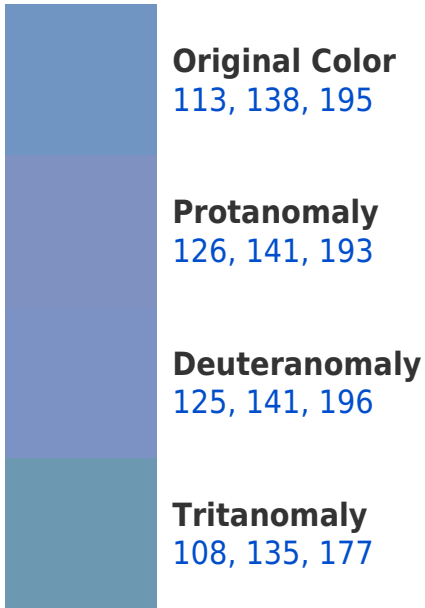 Original Color
113, 138, 195
Protanomaly
126, 141, 193
Deuteranomaly
125, 141, 196
Tritanomaly
108, 135, 177